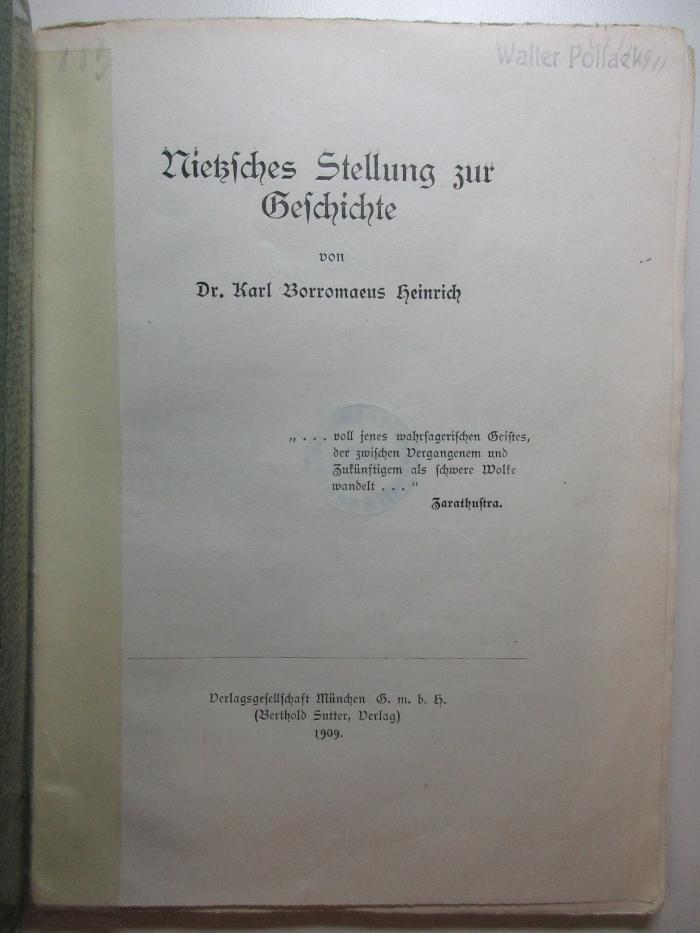 Walter Pollack
Nietzsches Stellung zur
Geschichte
von
Dr. Karl Borromaeus Heinrich
„ . . . voll jenes wahrsagerischen Geistes,
der zwischen Vergangenem und
Zukünftigem als schwere Wolke
wandelt . . . “
Zarathustra.
Verlagsgesellschaft München G. m. b. H.
(Berthold Sutter, Verlag)
1909.